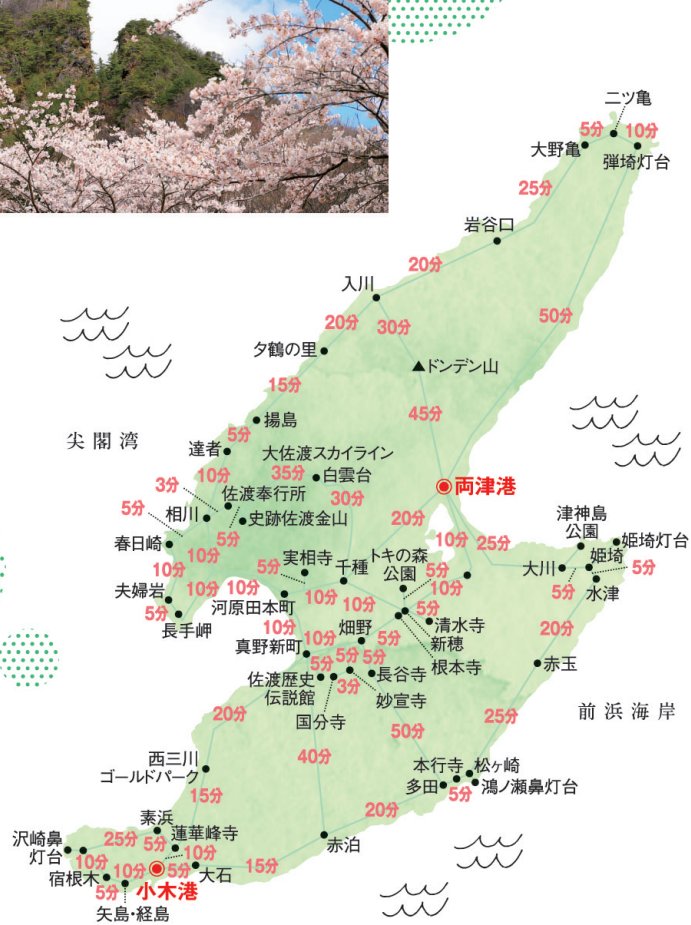 二ツ亀
5分
10分
大野亀
弾埼灯台
25分
岩谷口
20分
入川
20分
30分
50分
夕鶴の里
ドンデン山
15分
45分
揚島
尖閣湾
5分
達者
大佐渡スカイライン
35分
白雲台
両津港
3分
10分
佐渡奉行所
30分
5分
相川
史跡佐渡金山
20分
津神島
公園
姫埼灯台
春日崎
10分
5分
10分
25分
実相寺
千種
トキの森
公園
大川
姫埼
5分
5分
5分
水津
10分
10分
10分
夫婦岩
5分
長手岬
河原田本町
10分
10分
5分
10分
清水寺
5分
新穂
20分
畑野
10分
5分
根本寺
真野新町
赤玉
5分
5分
5分
佐渡歴史
伝説館
長谷寺
3分
妙宣寺
国分寺
前浜海岸
20分
50分
25分
西三川
ゴールドパーク
40分
本行寺
松ヶ崎
多田
鴻ノ瀬鼻灯台
5分
15分
20分
素浜
沢崎鼻
灯台
25分
蓮華峰寺
5分
赤泊
10分
10分
10分
5分
15分
宿根木
小木港
大石
5分
矢島・経島